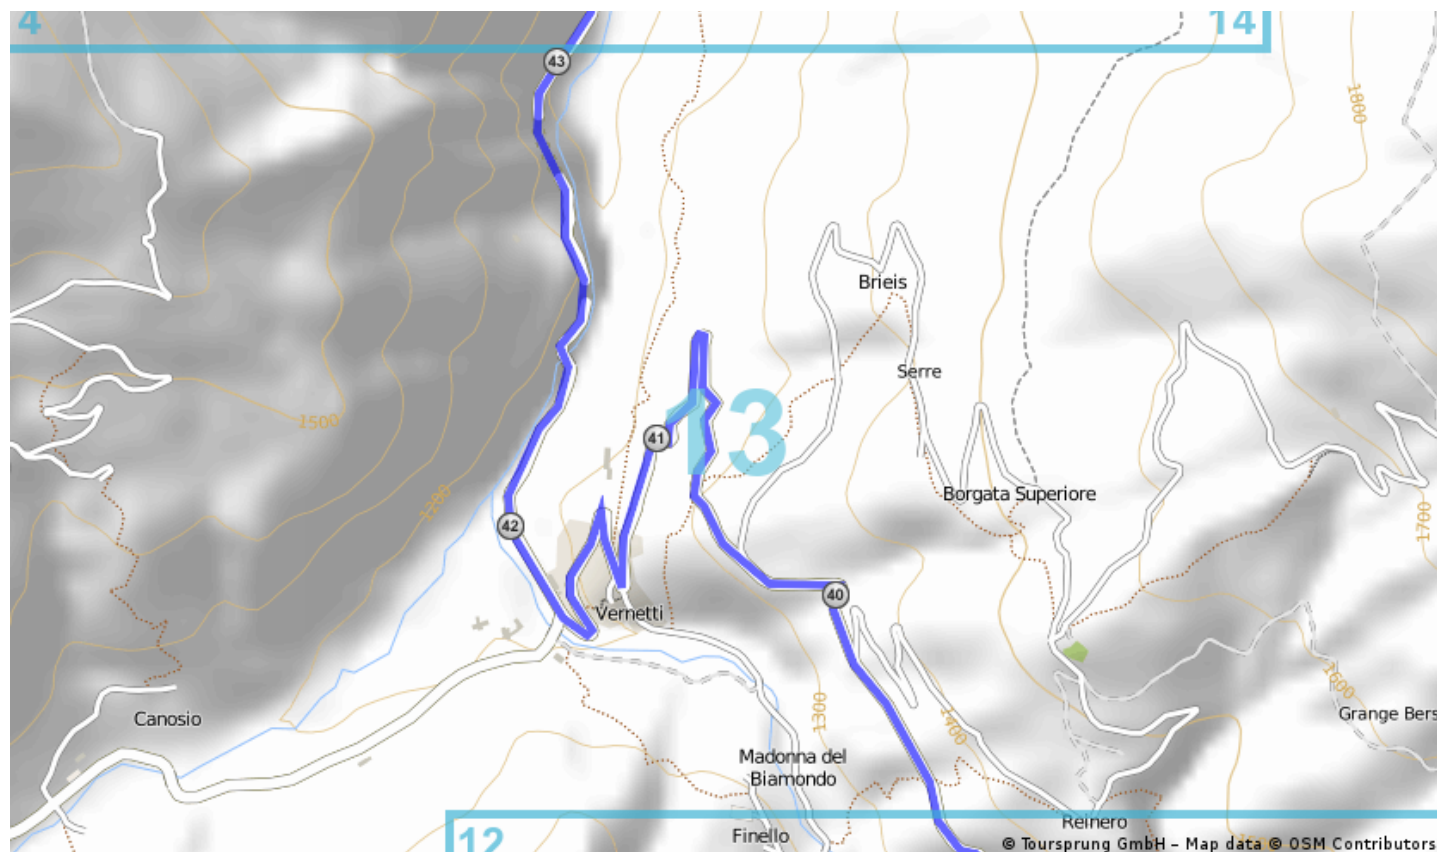 4
14
43
1800
Brieis
Serre
13
1500
41
1200
42
Borgata Superiore
1700
40
Vernetti
1600
Canosio
1300
1400
Grange Bers
Madonna del
Biamondo
12
Finello
Reinero
© Toursprung GmbH – Map data © OSM Contributors